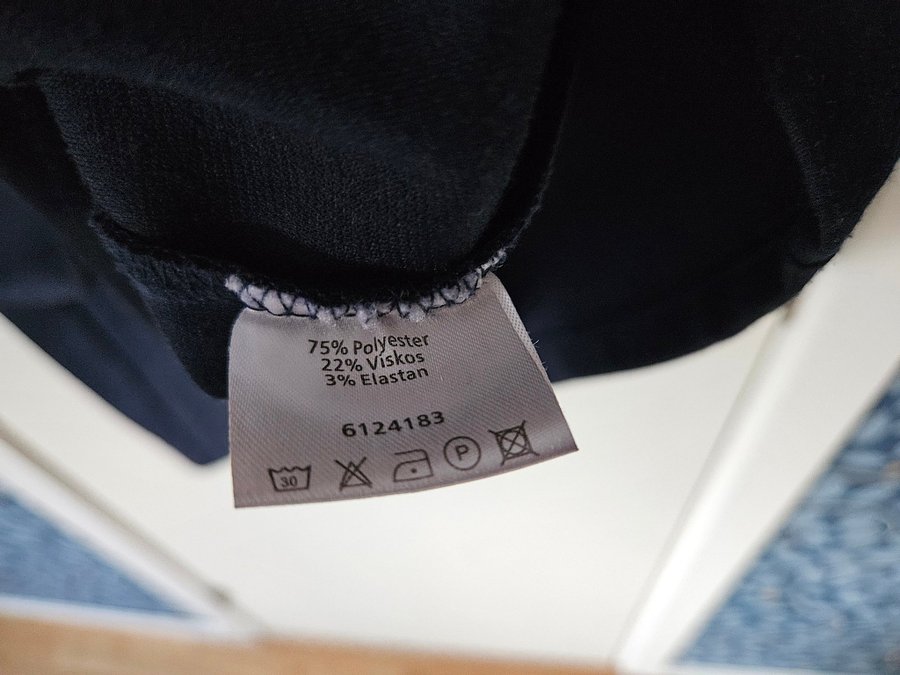 75% Polyester
22% Viskos
3% Elastan
6124183
30 P